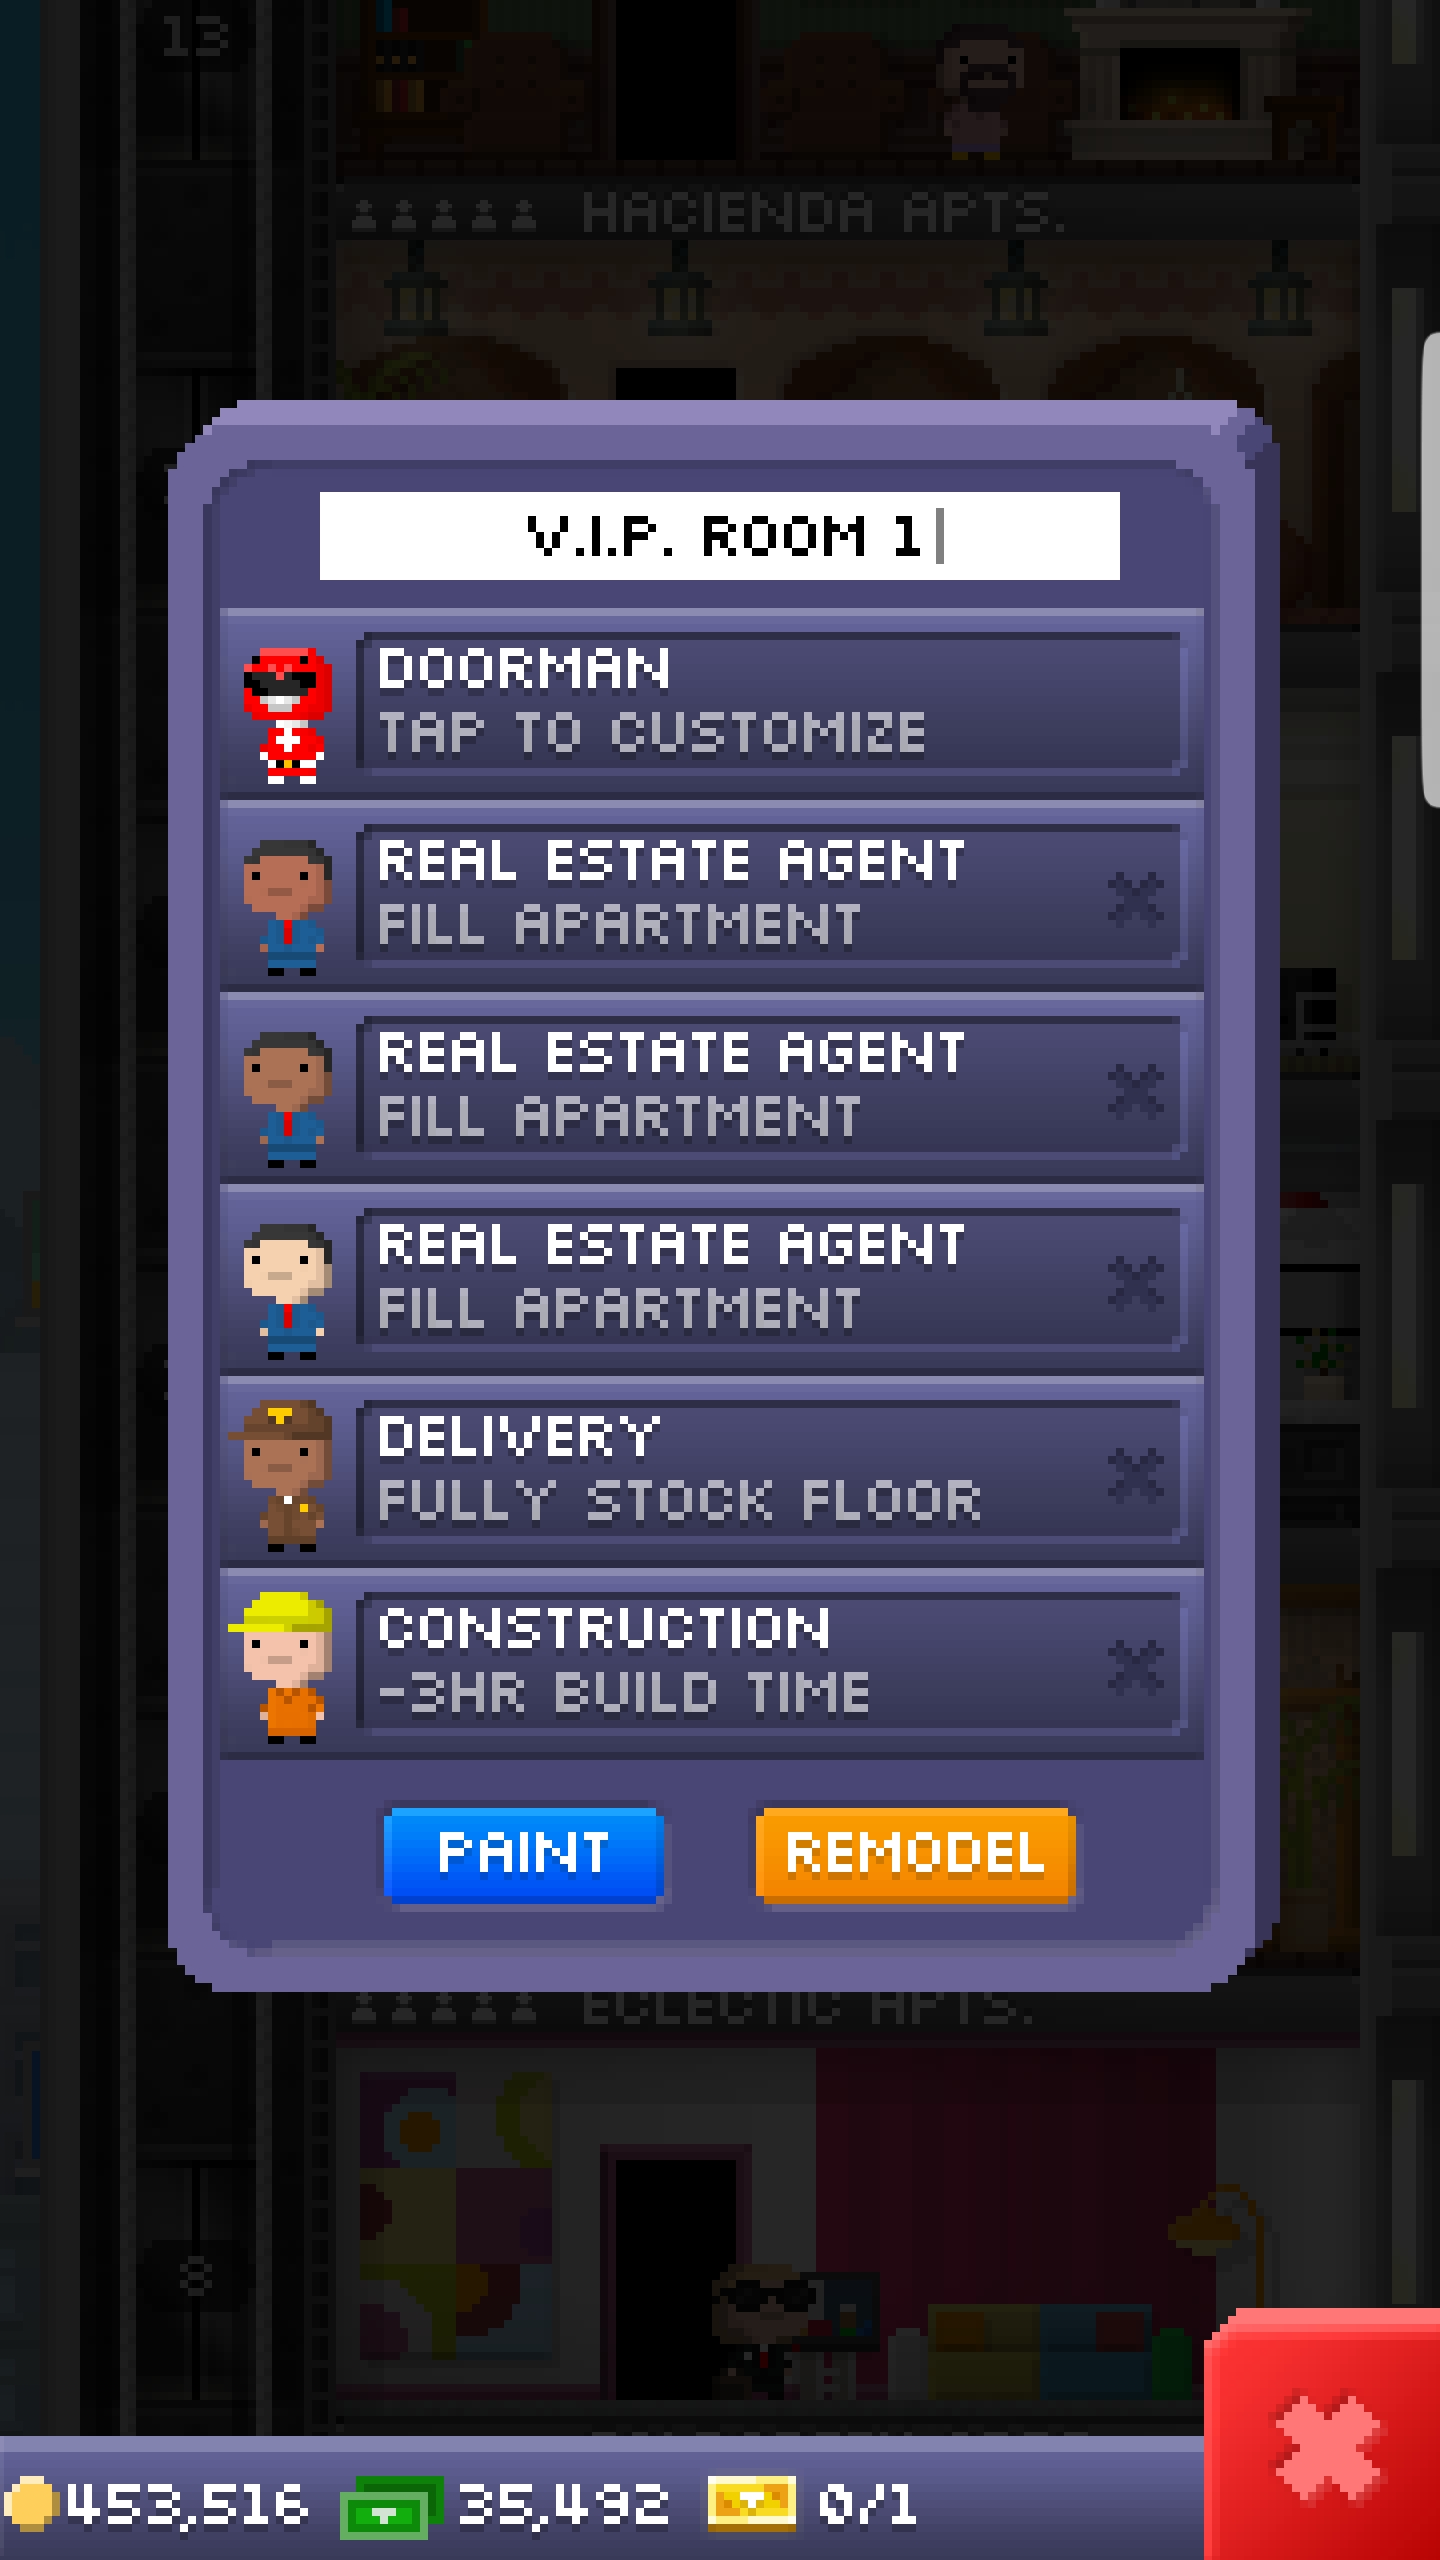 13
HACIENDA APTS.
V.I.P. ROOM 1
DOORMAN
TAP TO CUSTOMIZE
REAL ESTATE AGENT
FILL APARTMENT
REAL ESTATE AGENT
FILL APARTMENT
REAL ESTATE AGENT
FILL APARTMENT
DELIVERY
FULLY STOCK FLOOR
CONSTRUCTION
-3HR BUILD TIME
PAINT REMODEL
ECLECTIC APTS.
8
453,516 35,492 0/1